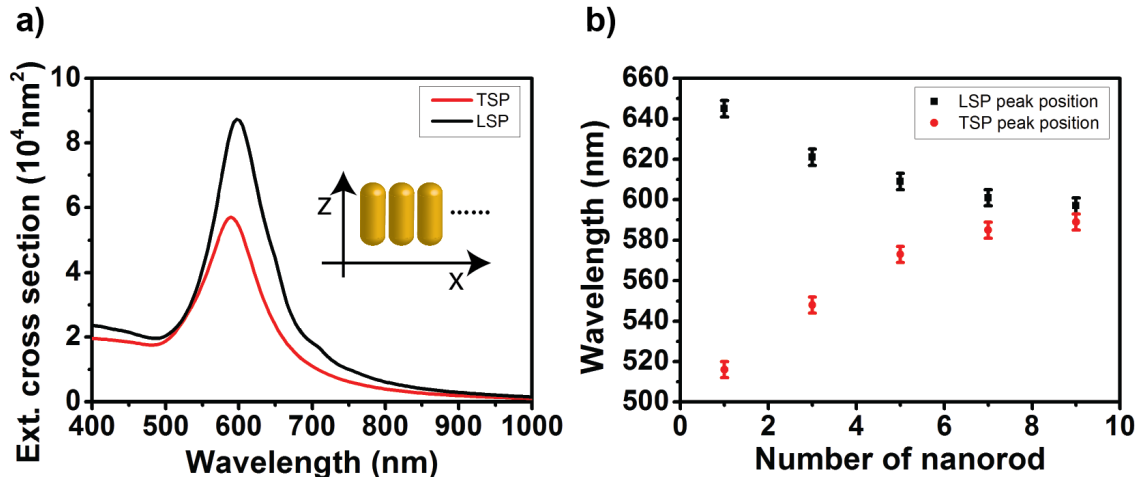 a)
Ext. cross section (10⁴nm²)
10
8
6
4
2
0
400 500 600 700 800 900 1000
Wavelength (nm)
TSP
LSP
Z
X
......
b)
Wavelength (nm)
660
640
620
600
580
560
540
520
500
0 2 4 6 8 10
Number of nanorod
LSP peak position
TSP peak position